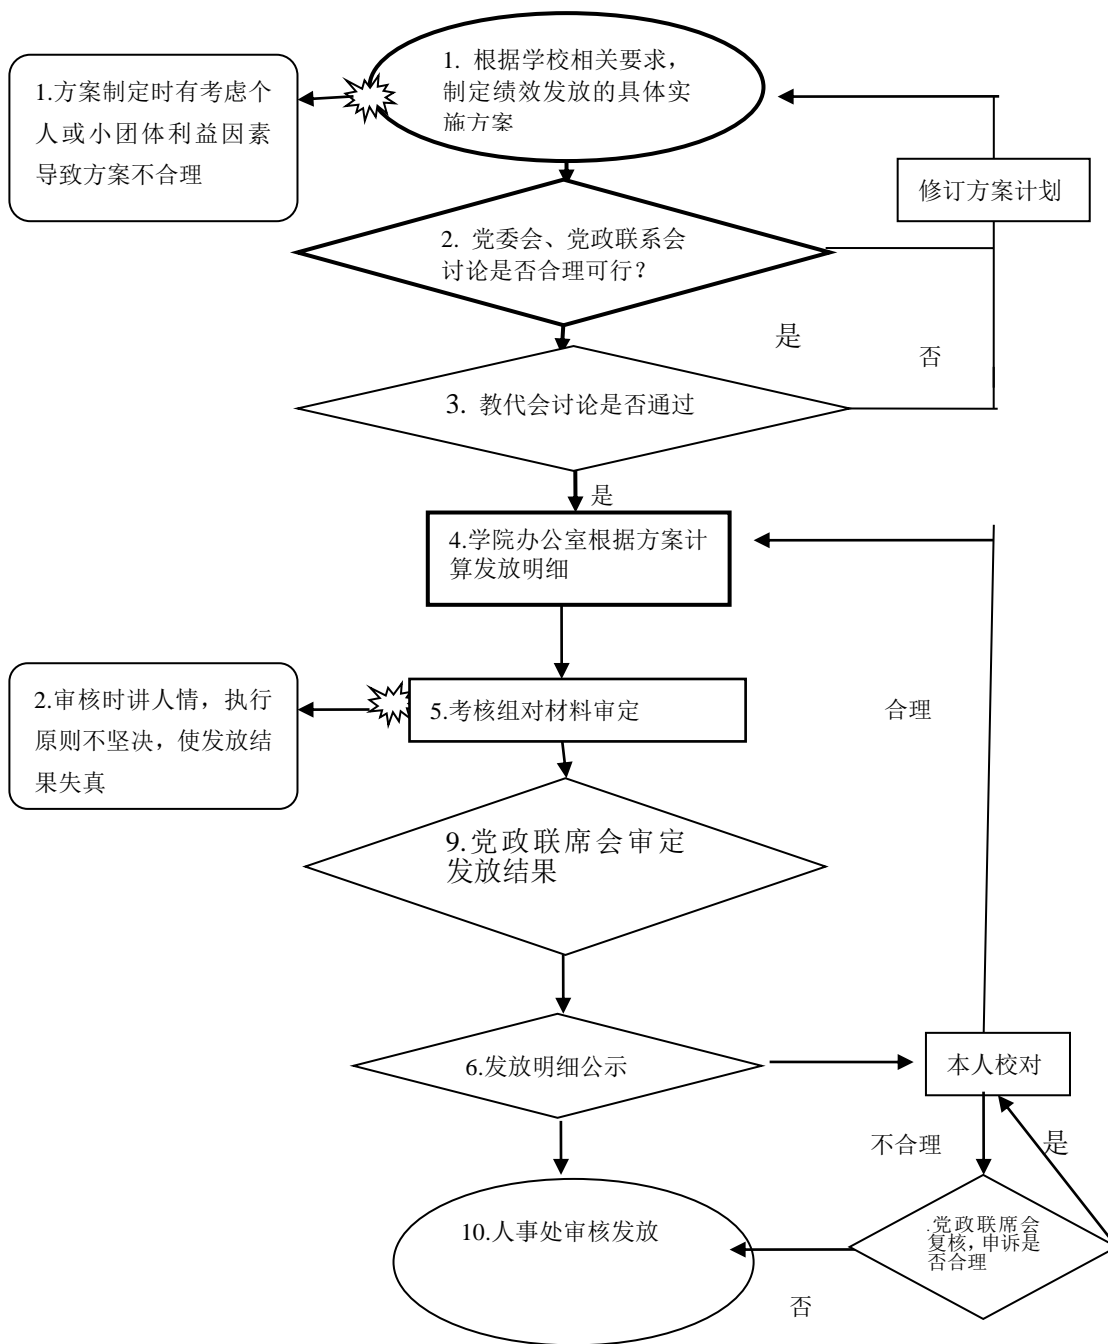 1. 根据学校相关要求，
制定绩效发放的具体实
施方案
1.方案制定时有考虑个
人或小团体利益因素
导致方案不合理
修订方案计划
2. 党委会、党政联系会
讨论是否合理可行？
是
否
3. 教代会讨论是否通过
是
4.学院办公室根据方案计
算发放明细
2.审核时讲人情，执行
原则不坚决，使发放结
果失真
5.考核组对材料审定
合理
9.党政联席会审定
发放结果
6.发放明细公示
本人校对
不合理
是
10.人事处审核发放
.党政联席会
复核，申诉是
否合理
否